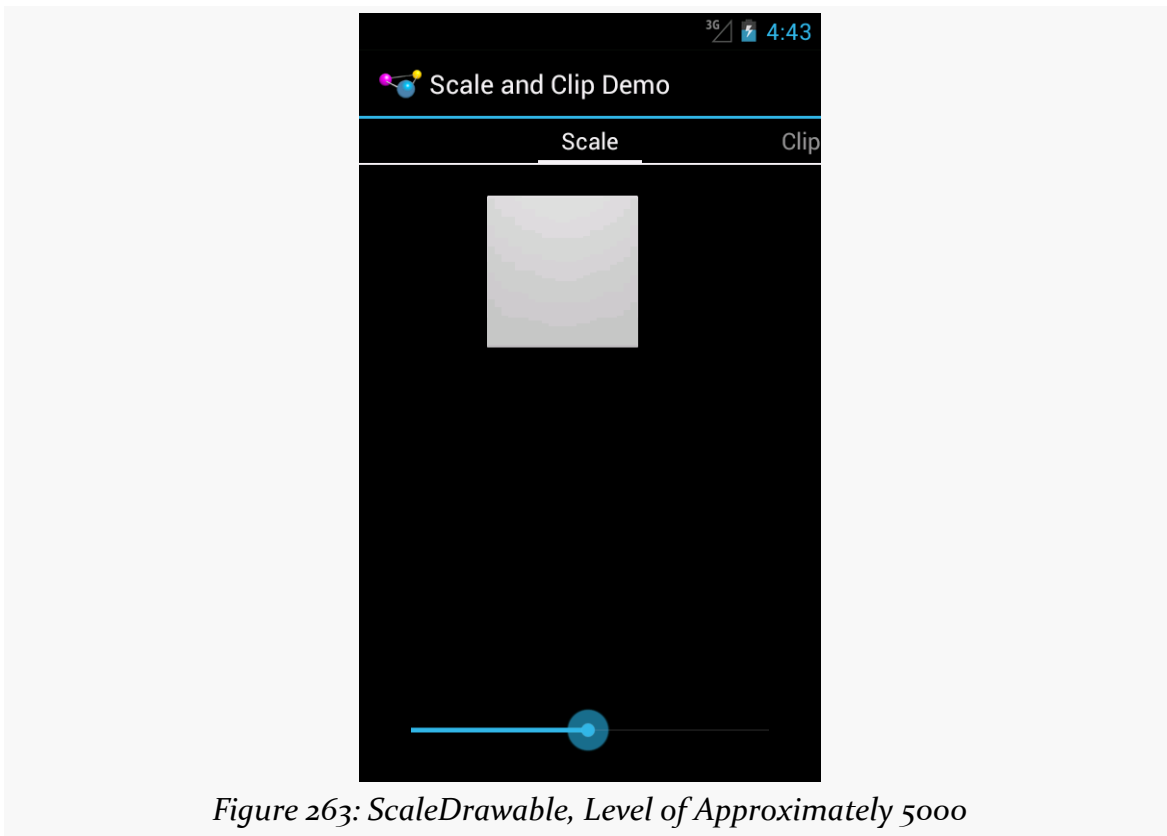 3G 4:43
Scale and Clip Demo
Scale Clip
Figure 263: ScaleDrawable, Level of Approximately 5000